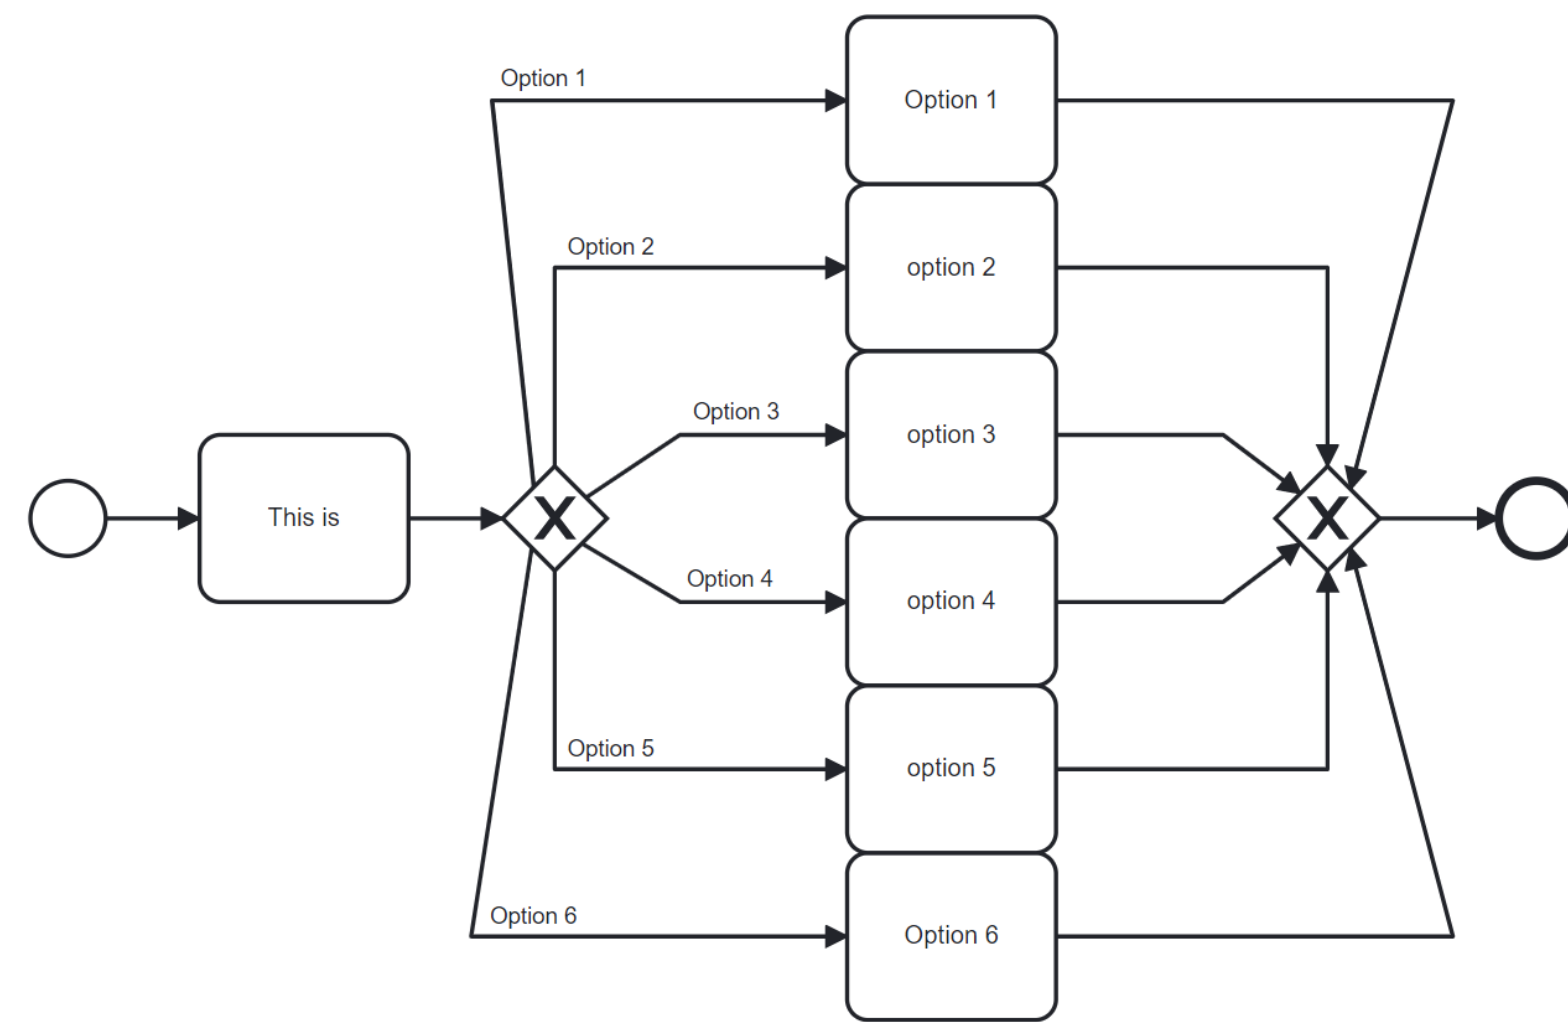 Option 1
Option 1
Option 2
option 2
Option 3
option 3
This is
X
X
Option 4
option 4
Option 5
option 5
Option 6
Option 6